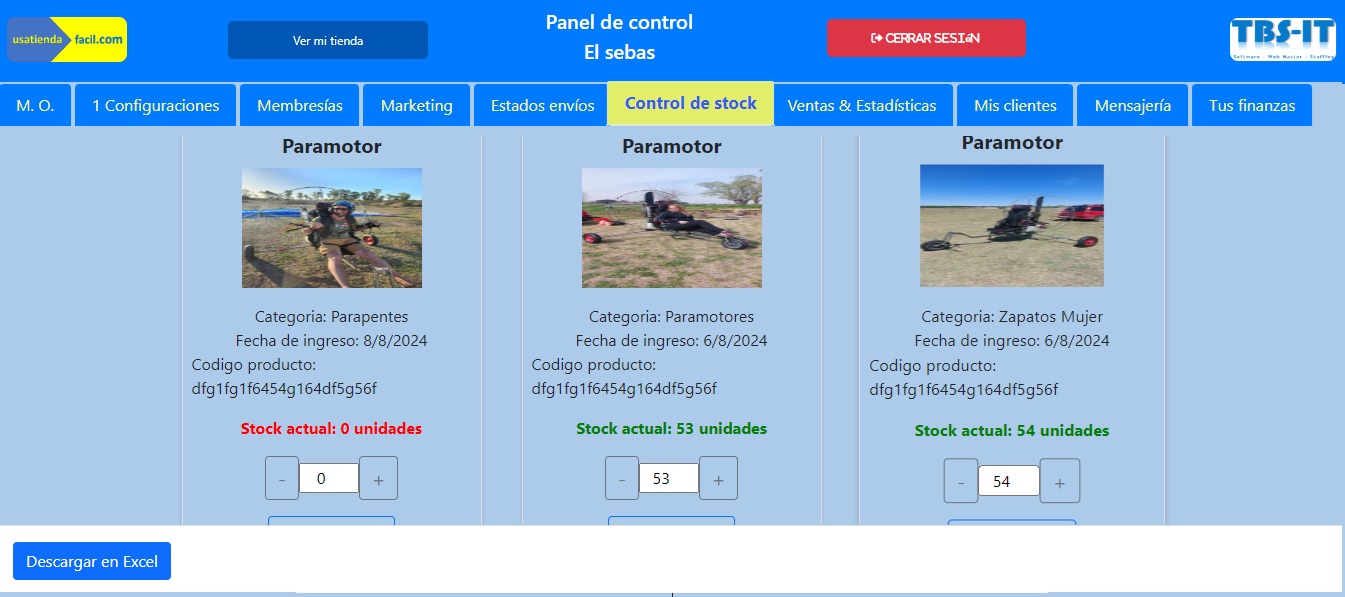 usatienda facil.com
Ver mi tienda
Panel de control
El sebas
CERRAR SESIóN
TBS-IT
Software - Web Master - Staffing
M. O.
1 Configuraciones
Membresías
Marketing
Estados envíos
Control de stock
Ventas & Estadísticas
Mis clientes
Mensajería
Tus finanzas
Paramotor
Categoria: Parapentes
Fecha de ingreso: 8/8/2024
Codigo producto:
dfg1fg1f6454g164df5g56f
Stock actual: 0 unidades
- 0 +
Paramotor
Categoria: Paramotores
Fecha de ingreso: 6/8/2024
Codigo producto:
dfg1fg1f6454g164df5g56f
Stock actual: 53 unidades
- 53 +
Paramotor
Categoria: Zapatos Mujer
Fecha de ingreso: 6/8/2024
Codigo producto:
dfg1fg1f6454g164df5g56f
Stock actual: 54 unidades
- 54 +
Descargar en Excel